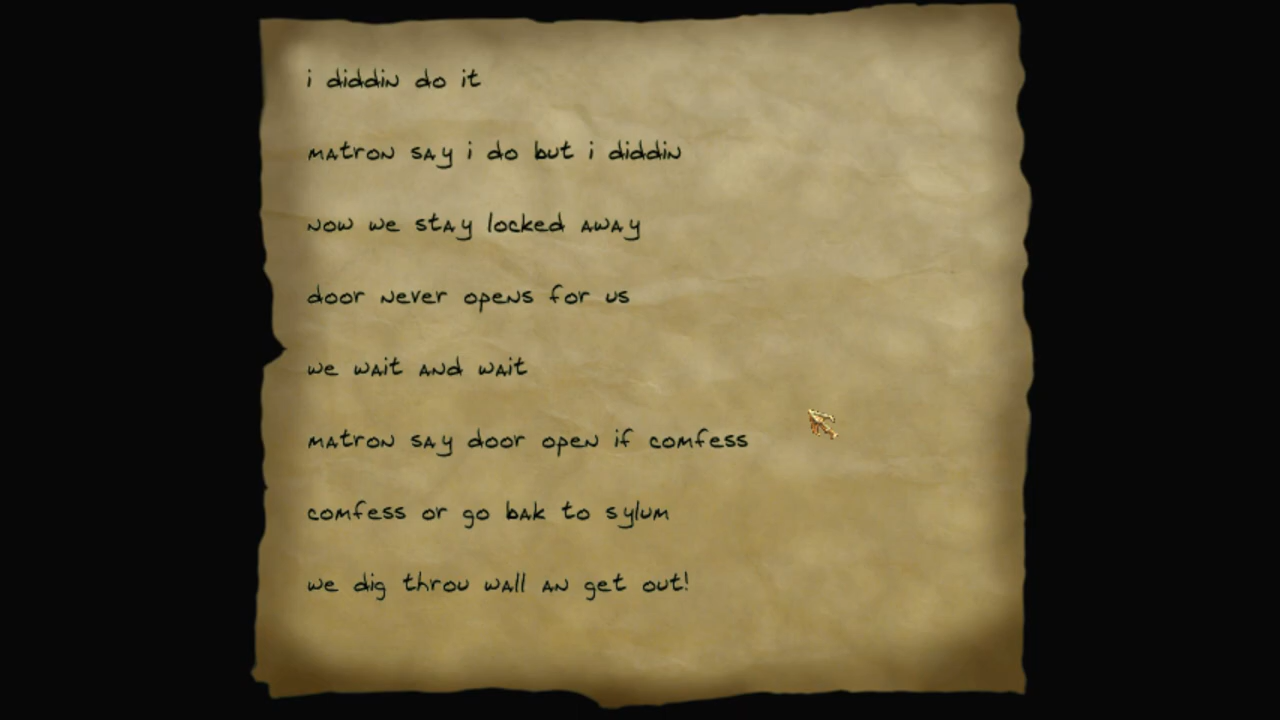 i diddin do it
matron say i do but i diddin
now we stay locked away
door never opens for us
we wait and wait
matron say door open if comfess
comfess or go bak to sylum
we dig throu wall an get out!